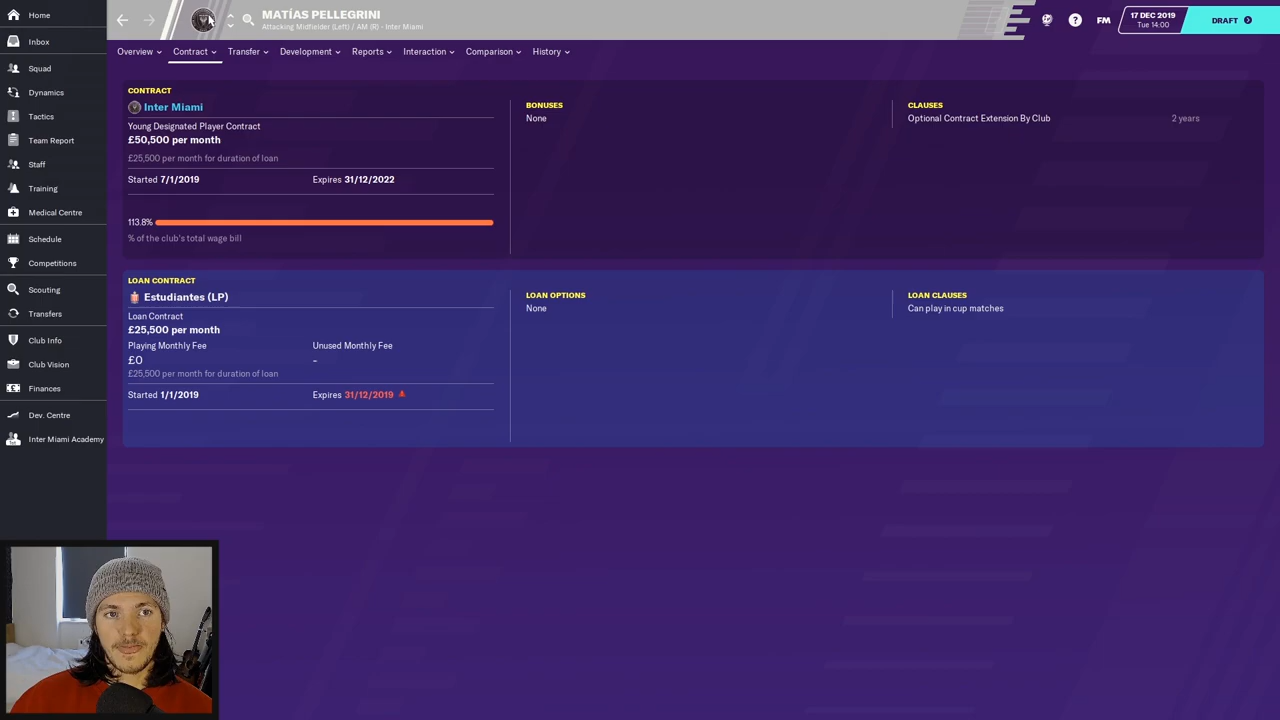 Home
Inbox
Squad
Dynamics
Tactics
Team Report
Staff
Training
Medical Centre
Schedule
Competitions
Scouting
Transfers
Club Info
Club Vision
Finances
Dev. Centre
Inter Miami Academy
MATÍAS PELLEGRINI
Attacking Midfielder (Left) / AM (R) - Inter Miami
?
FM
17 DEC 2019
Tue 14:00
DRAFT
Overview
Contract
Transfer
Development
Reports
Interaction
Comparison
History
CONTRACT
Inter Miami
Young Designated Player Contract
£50,500 per month
£25,500 per month for duration of loan
Started 7/1/2019
Expires 31/12/2022
113.8%
% of the club's total wage bill
BONUSES
None
CLAUSES
Optional Contract Extension By Club 2 years
LOAN CONTRACT
Estudiantes (LP)
Loan Contract
£25,500 per month
Playing Monthly Fee
Unused Monthly Fee
£0
-
£25,500 per month for duration of loan
Started 1/1/2019
Expires 31/12/2019
LOAN OPTIONS
None
LOAN CLAUSES
Can play in cup matches